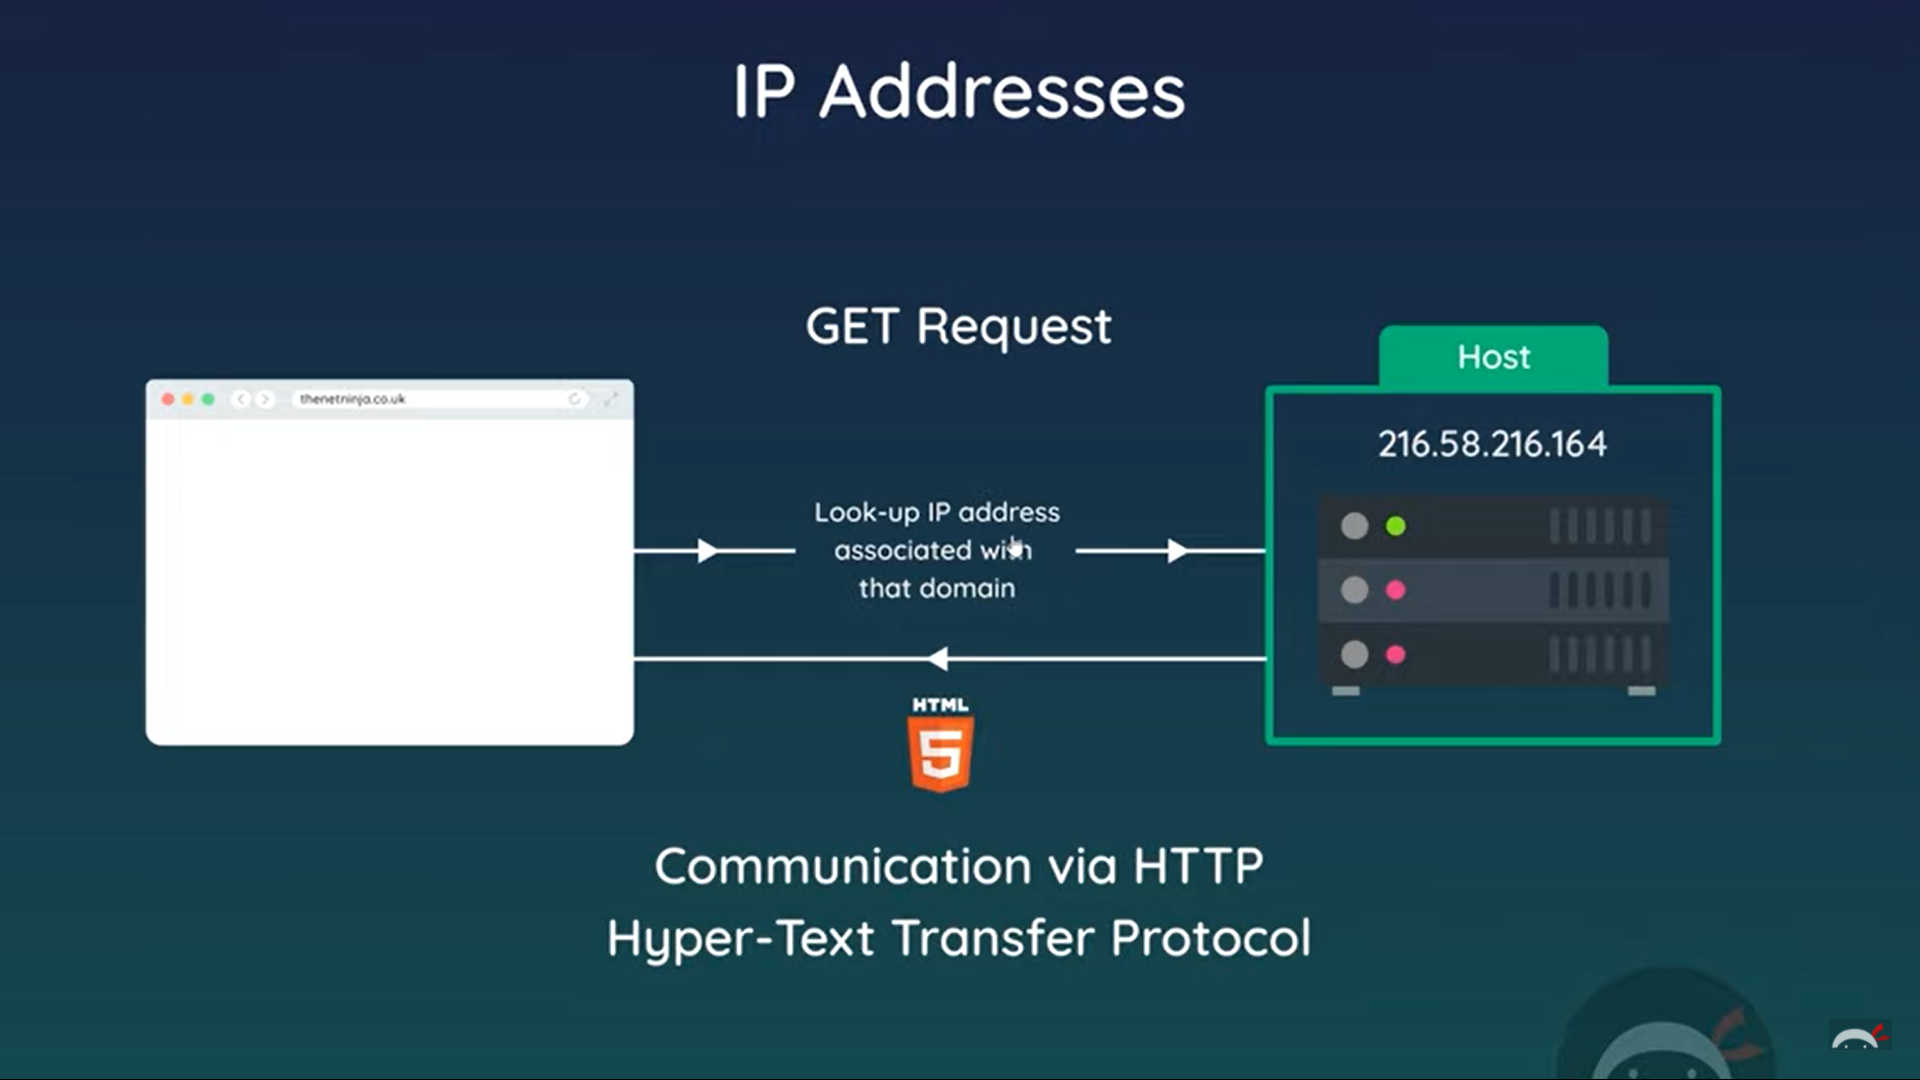 IP Addresses
GET Request
Host
thenetninja.co.uk
216.58.216.164
Look-up IP address
associated with
that domain
HTML
5
Communication via HTTP
Hyper-Text Transfer Protocol